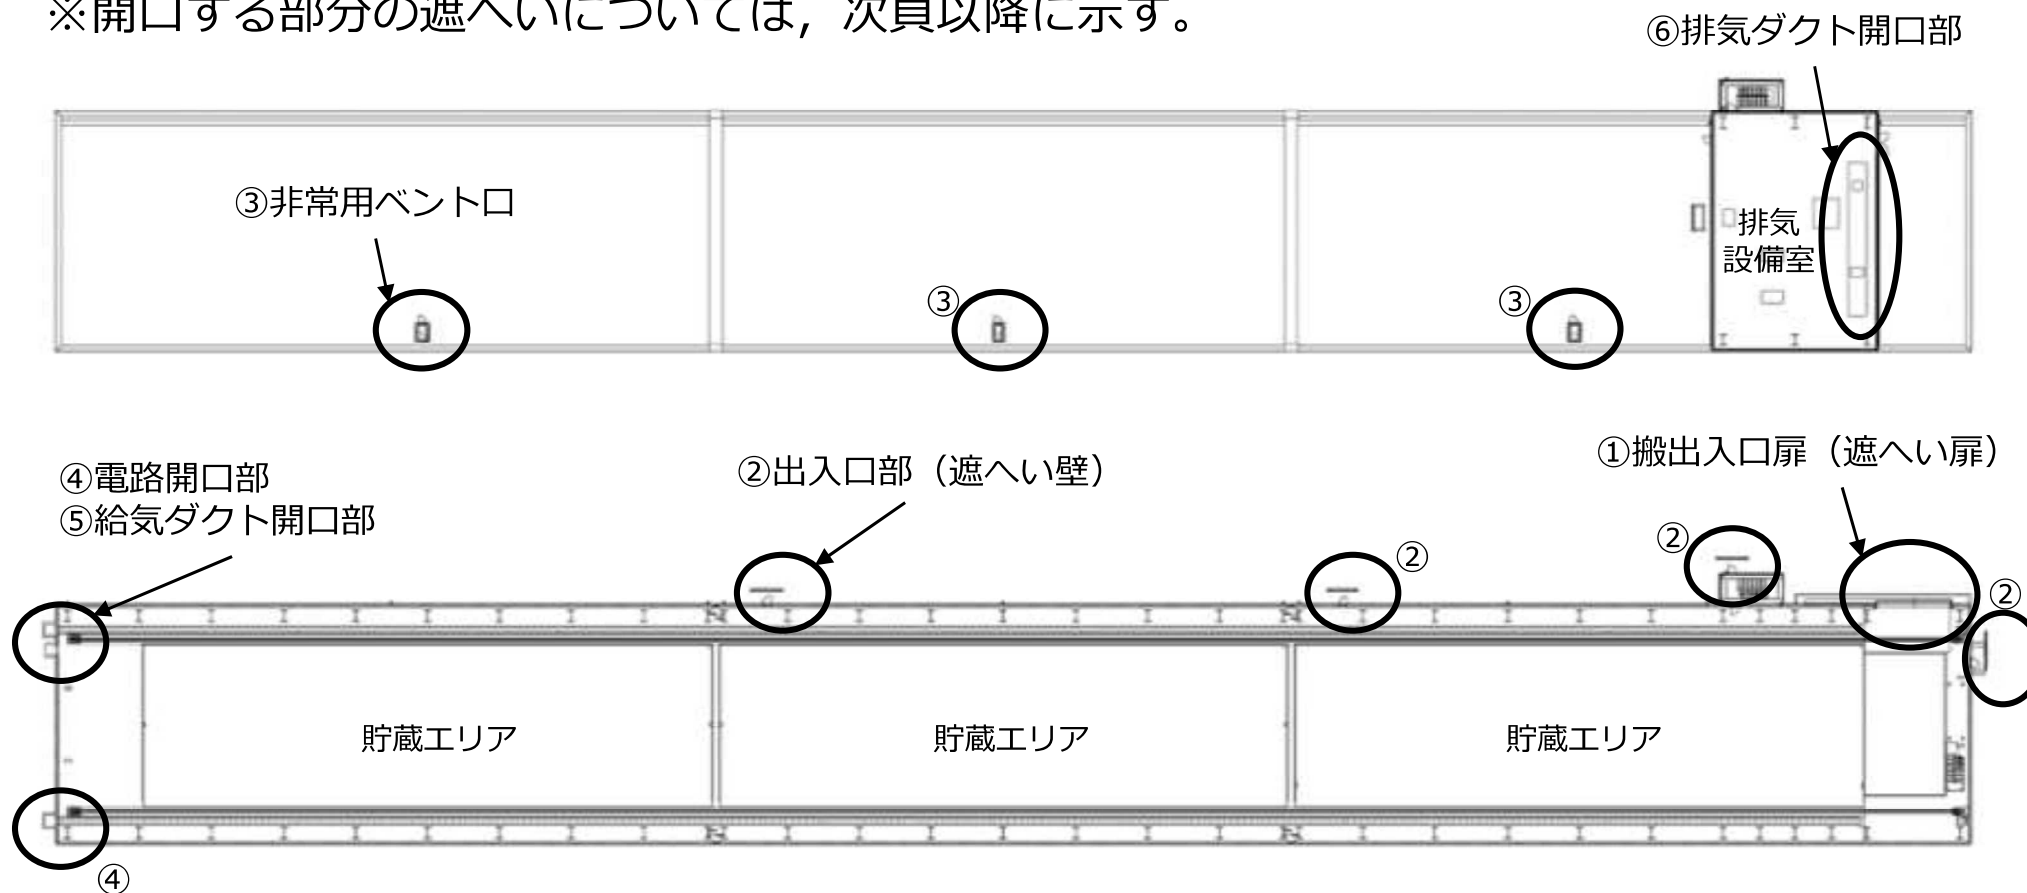 ※開口する部分の遮へいについては，次頁以降に示す。
⑥排気ダクト開口部
③非常用ベント口
排気
設備室
③
③
④電路開口部
⑤給気ダクト開口部
②出入口部（遮へい壁）
①搬出入口扉（遮へい扉）
②
②
②
貯蔵エリア
貯蔵エリア
貯蔵エリア
④